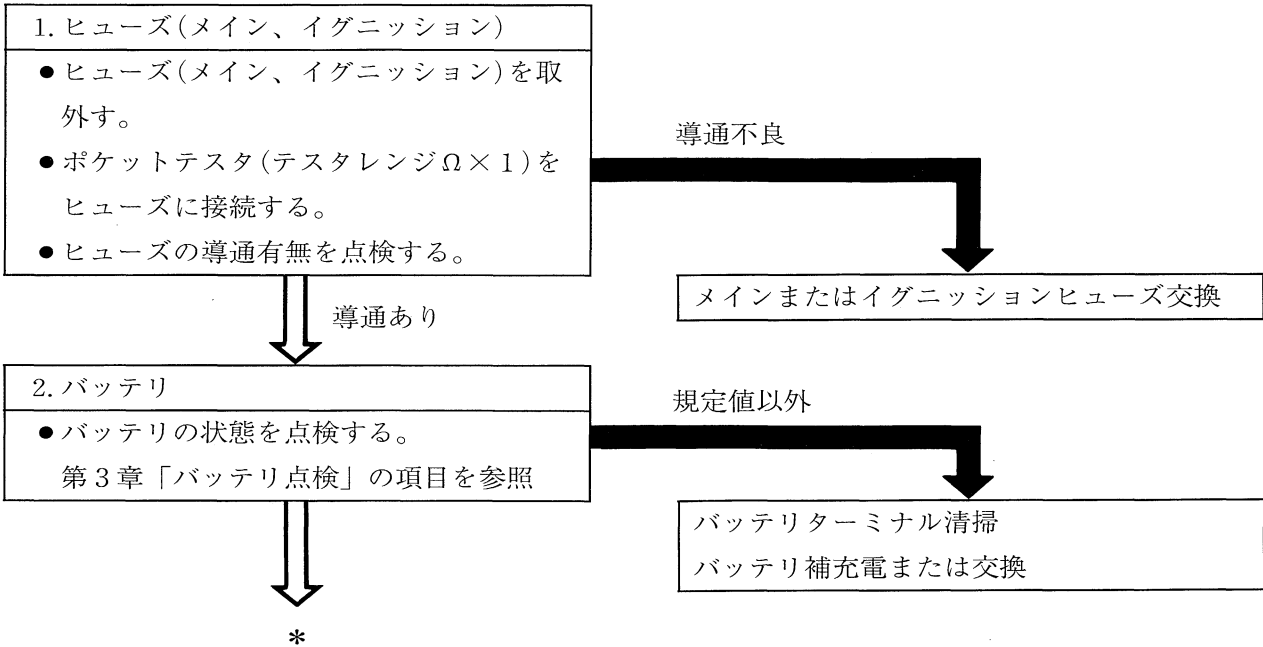 1. ヒューズ(メイン、イグニッション)
●ヒューズ(メイン、イグニッション)を取
外す。
●ポケットテスタ(テスタレンジΩ×1)を
ヒューズに接続する。
●ヒューズの導通有無を点検する。
導通不良
メインまたはイグニッションヒューズ交換
導通あり
2. バッテリ
●バッテリの状態を点検する。
第3章「バッテリ点検」の項目を参照
規定値以外
バッテリターミナル清掃
バッテリ補充電または交換
*